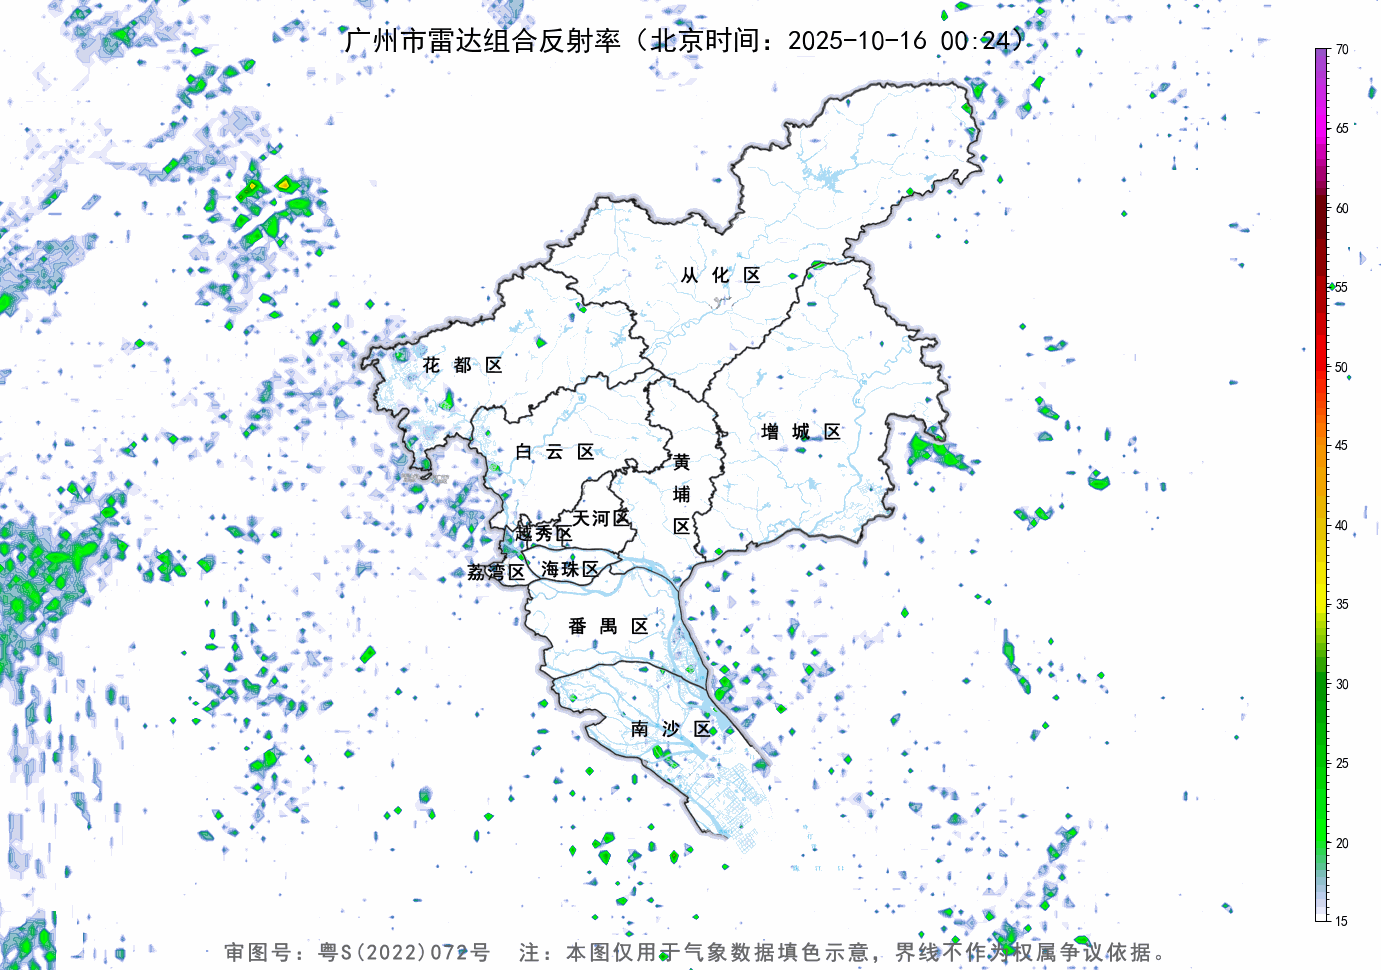 广州市雷达组合反射率（北京时间：2025-10-16 00:24）
70
65
60
55
50
45
40
35
30
25
20
15
从化区
花都区
增城区
白云区
黄埔区
天河区
越秀区
海珠区
荔湾区
番禺区
南沙区
审图号：粤S(2022)072号 注：本图仅用于气象数据填色示意，界线不作为权属争议依据。